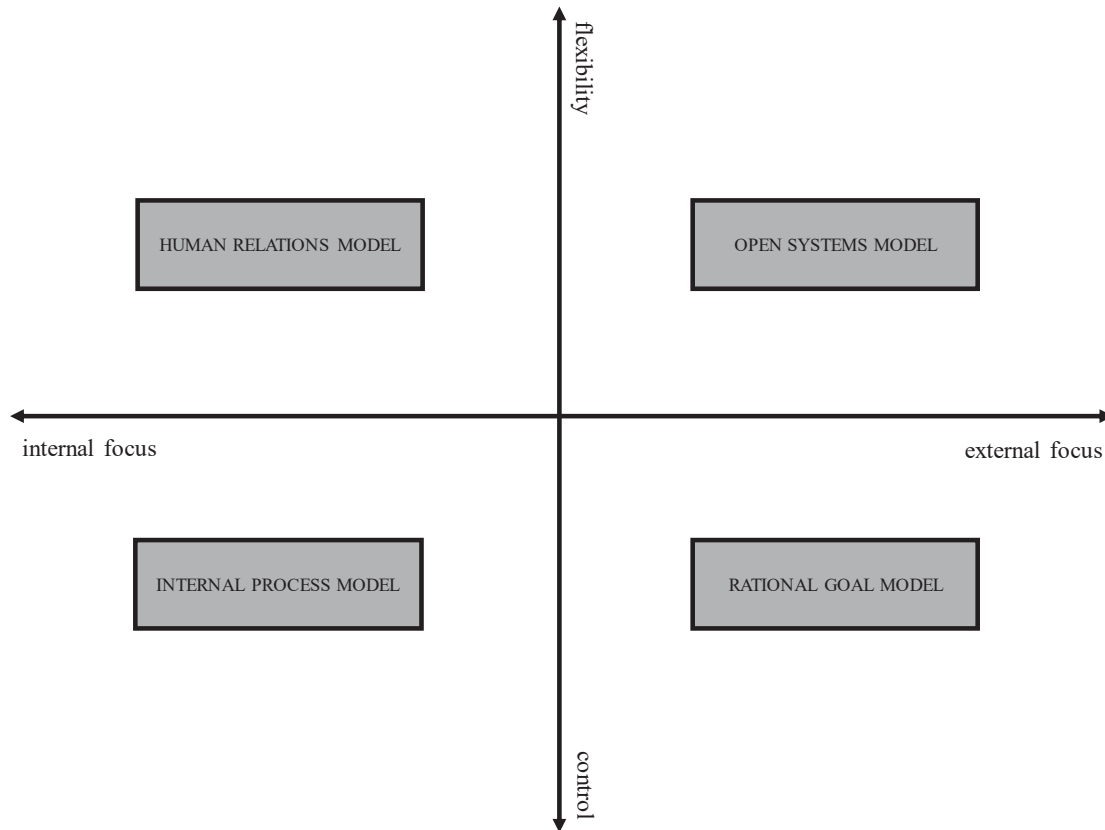 flexibility
HUMAN RELATIONS MODEL
OPEN SYSTEMS MODEL
internal focus
external focus
INTERNAL PROCESS MODEL
RATIONAL GOAL MODEL
control